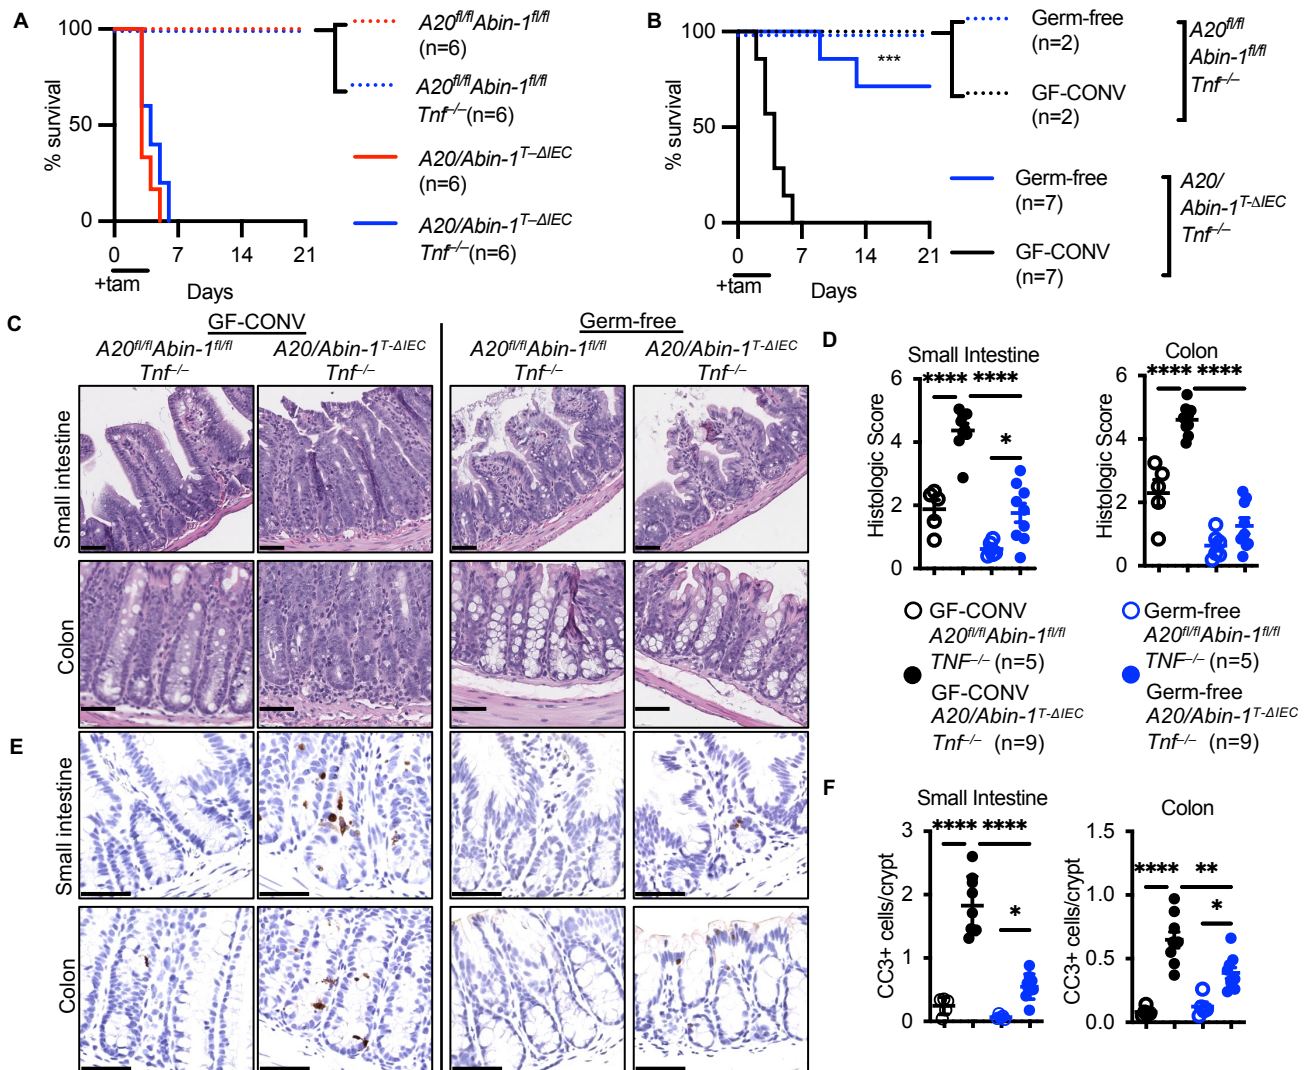 A
100
50
0
% survival
0 7 14 21
+tam
Days
A20fl/flAbin-1fl/fl
(n=6)
A20fl/flAbin-1fl/fl
Tnf–/–(n=6)
A20/Abin-1T–ΔIEC
(n=6)
A20/Abin-1T–ΔIEC
Tnf–/–(n=6)
B
100
50
0
% survival
***
0 7 14 21
+tam
Days
Germ-free
(n=2)
GF-CONV
(n=2)
A20fl/fl
Abin-1fl/fl
Tnf–/–
Germ-free
(n=7)
GF-CONV
(n=7)
A20/
Abin-1T-ΔIEC
Tnf–/–
C
GF-CONV
Germ-free
A20fl/flAbin-1fl/fl
Tnf–/–
A20/Abin-1T-ΔIEC
Tnf–/–
A20fl/flAbin-1fl/fl
Tnf–/–
A20/Abin-1T-ΔIEC
Tnf–/–
Small intestine
Colon
D
Small Intestine
**** ****
*
6
4
2
0
Histologic Score
Colon
**** ****
6
4
2
0
Histologic Score
GF-CONV
A20fl/flAbin-1fl/fl
TNF–/– (n=5)
GF-CONV
A20/Abin-1T-ΔIEC
Tnf–/– (n=9)
Germ-free
A20fl/flAbin-1fl/fl
TNF–/– (n=5)
Germ-free
A20/Abin-1T-ΔIEC
Tnf–/– (n=9)
E
Small intestine
Colon
F
Small Intestine
**** ****
*
3
2
1
0
CC3+ cells/crypt
Colon
**** **
*
1.5
1.0
0.5
0.0
CC3+ cells/crypt